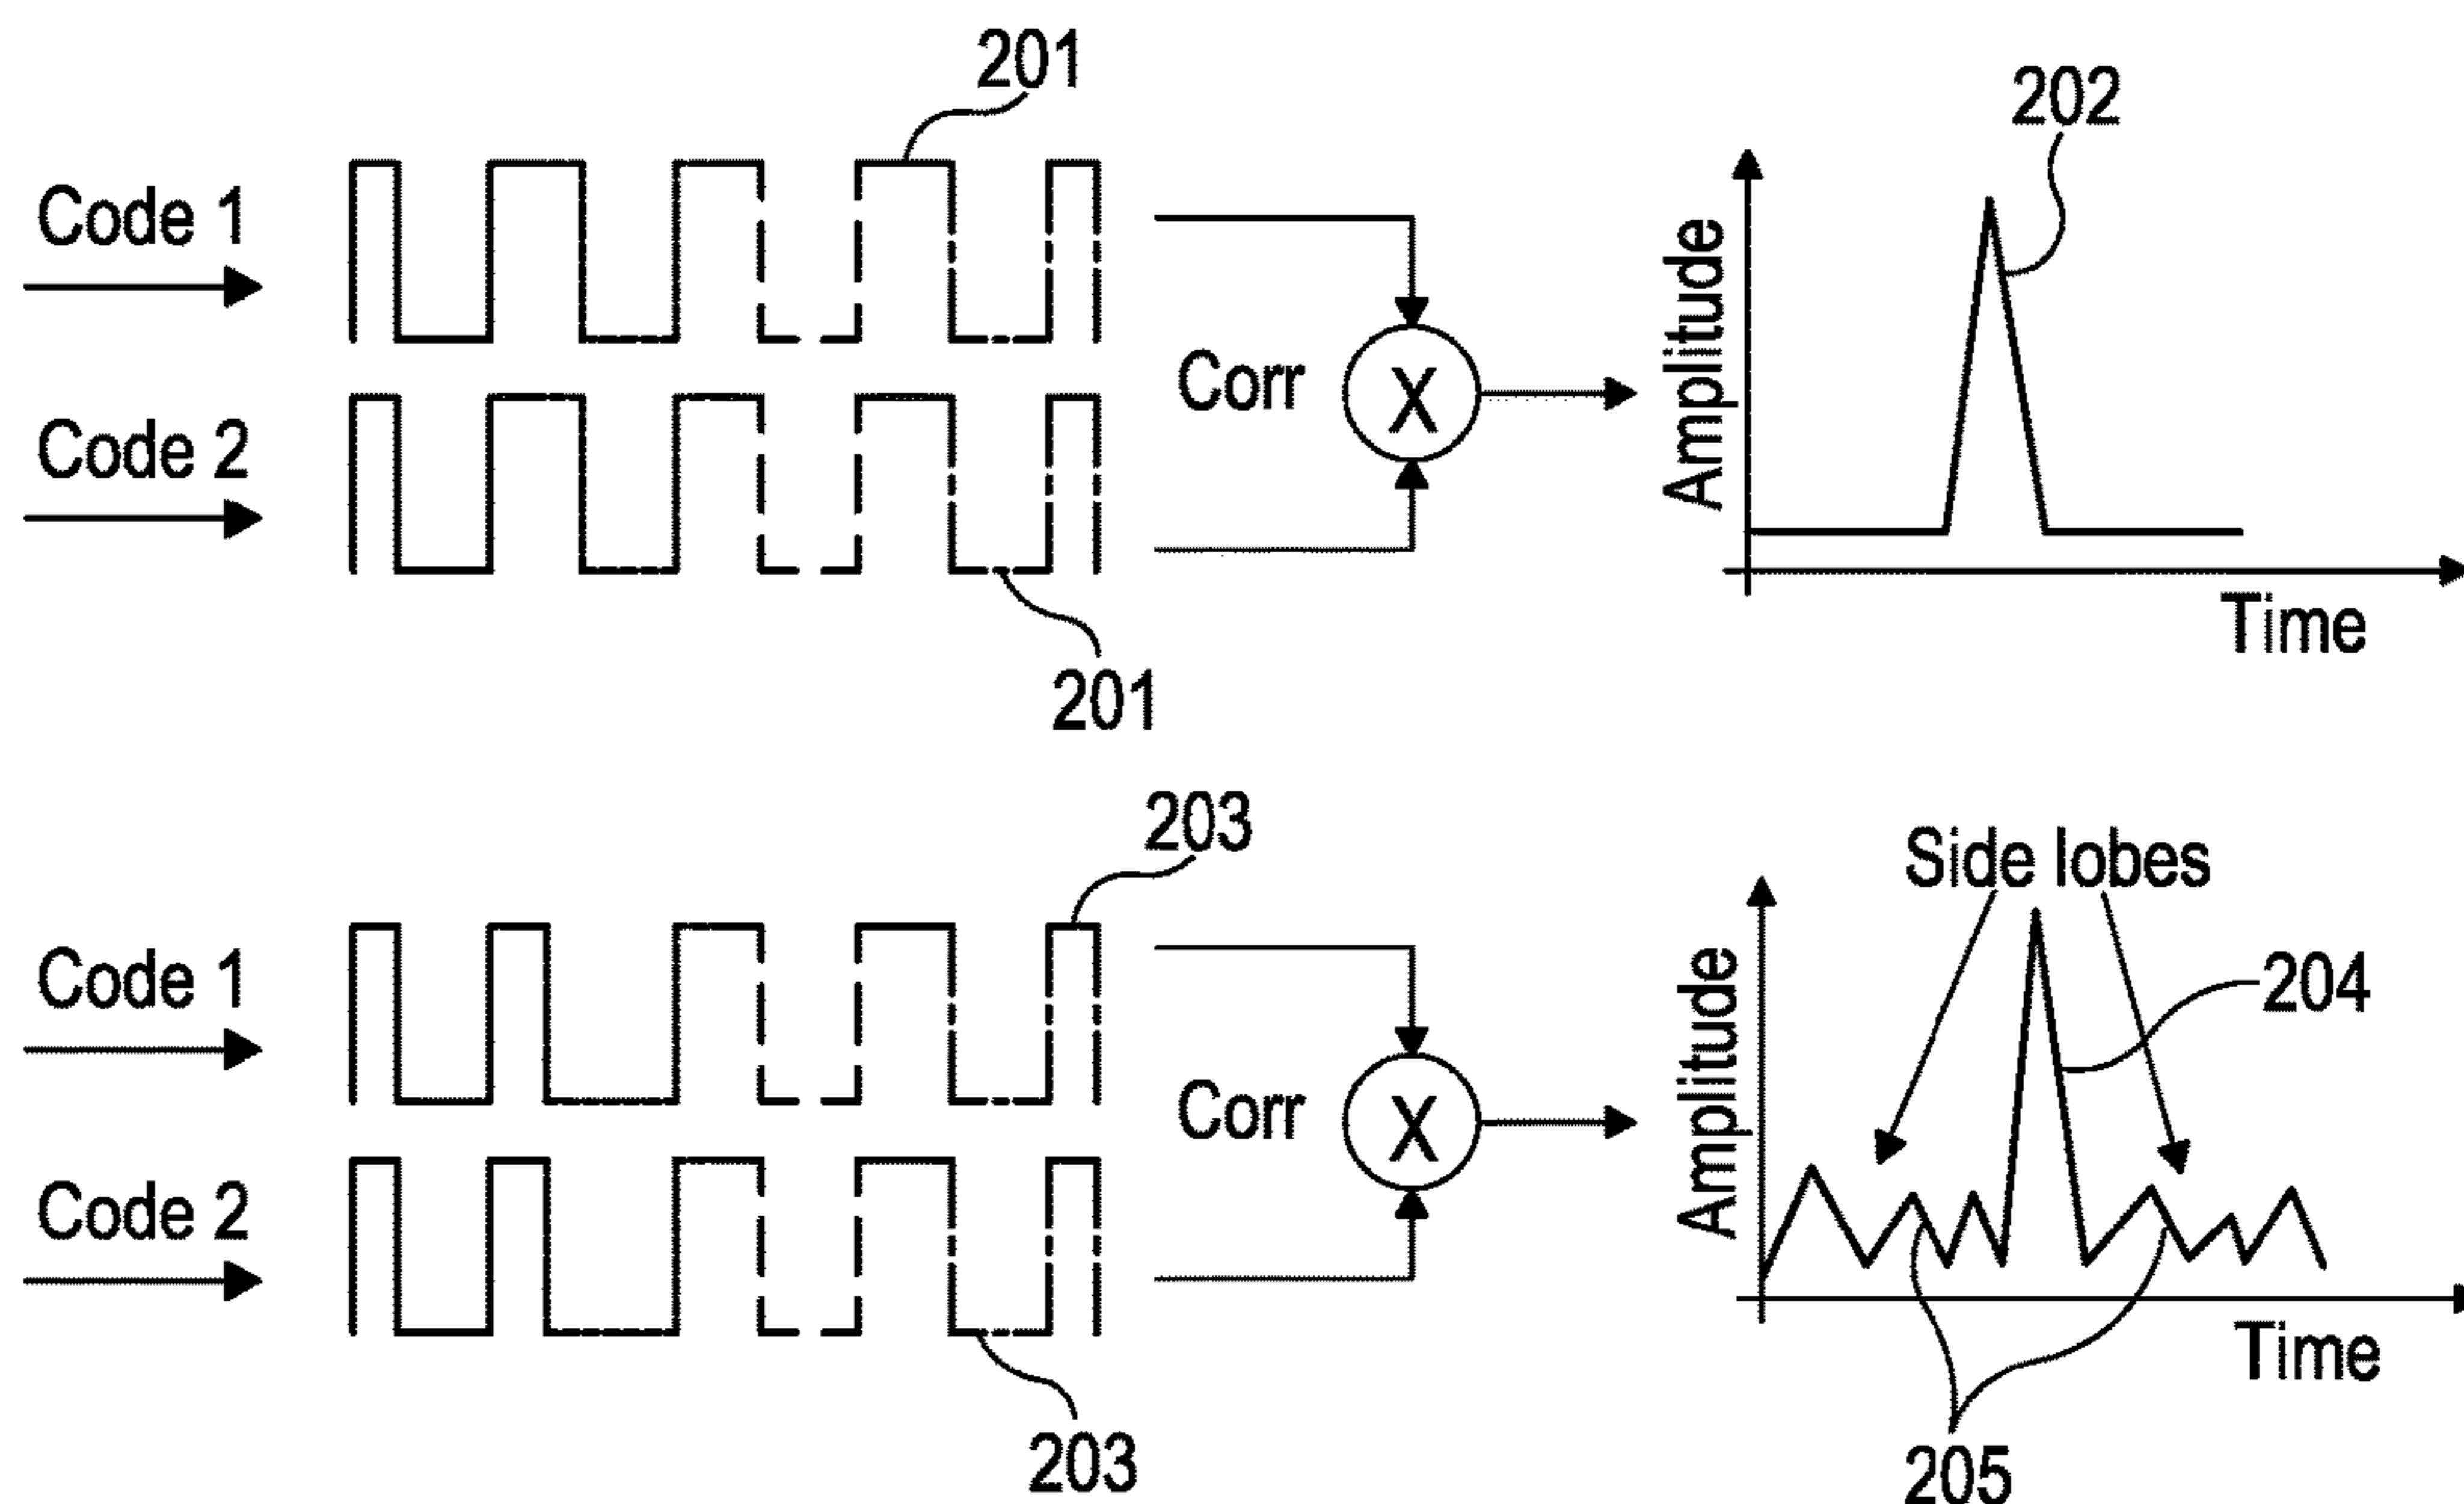 201
202
Code 1
Amplitude
Corr
X
Code 2
Time
201
203
Side lobes
Code 1
204
Amplitude
Corr
X
Code 2
Time
203
205